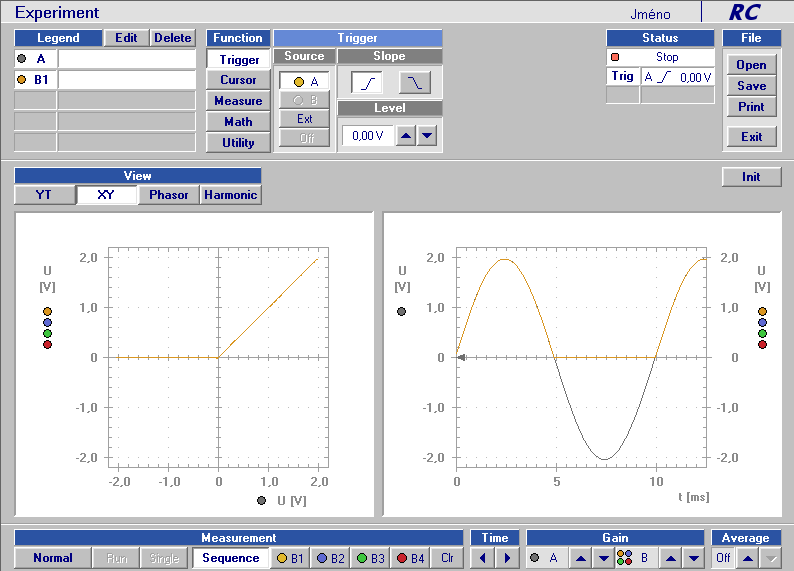 Experiment Jméno RC
Legend Edit Delete Function Trigger Status File
A Trigger Source Slope Stop Open
B1 Cursor A Trig A 0,00 V Save
Measure B Level Print
Math Ext 0,00 V
Utility Off Exit
View Init
YT XY Phasor Harmonic
U [V]
2,0
1,0
0
-1,0
-2,0
-2,0 -1,0 0 1,0 2,0
U [V]
U [V]
2,0
1,0
0
-1,0
-2,0
0 5 10
t [ms]
2,0
1,0
0
-1,0
-2,0
U [V]
Measurement Time Gain Average
Normal Run Single Sequence B1 B2 B3 B4 Clr A B Off